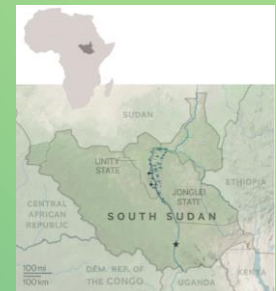 SUDAN
UNITY
STATE
JONGLEI
STATE
ETHIOPIA
CENTRAL
AFRICAN
REPUBLIC
SOUTH SUDAN
100 mi
100 km
DEM. REP. OF
THE CONGO
UGANDA
KENYA